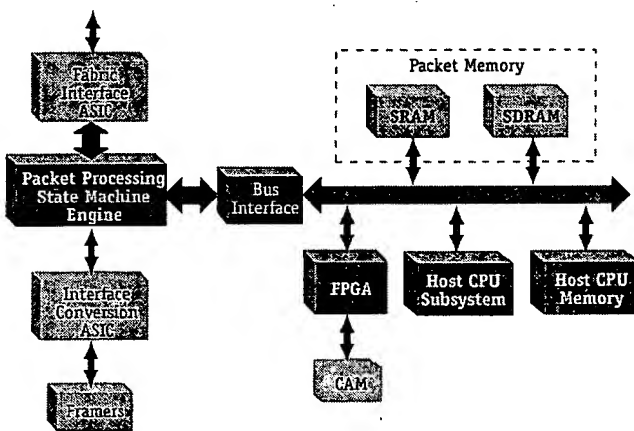 Fabric
Interface
ASIC
Packet Memory
SRAM
SDRAM
Packet Processing
State Machine
Engine
Bus
Interface
Interface
Conversion
ASIC
FPGA
Host CPU
Subsystem
Host CPU
Memory
Framers
CAM